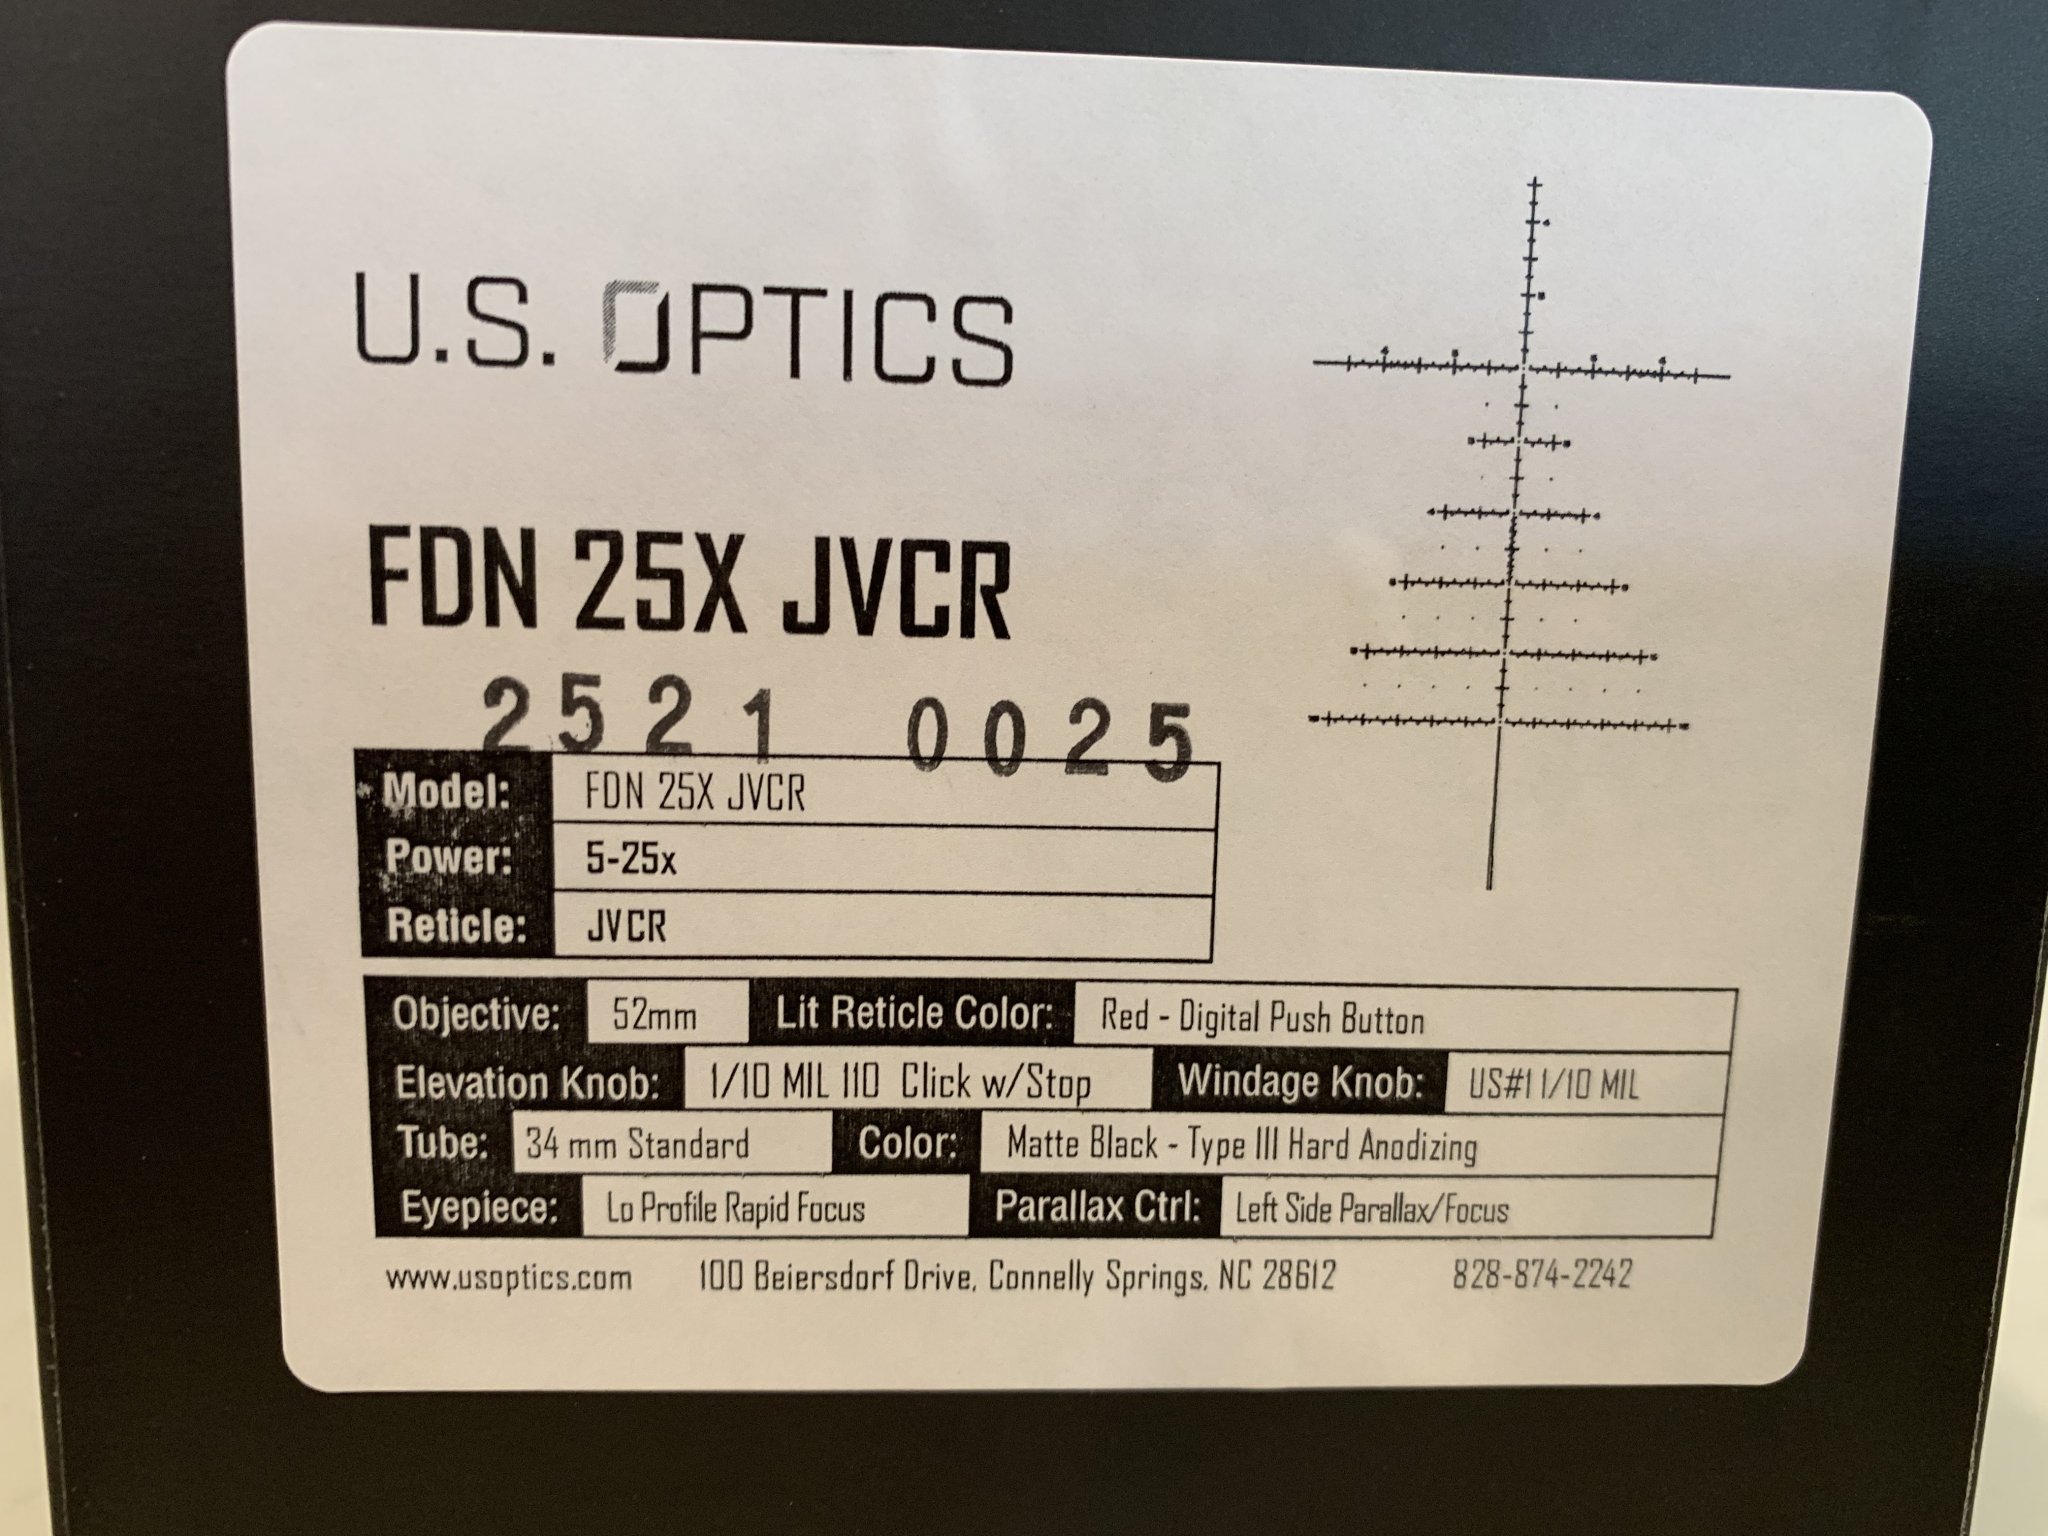 U.S. OPTICS
FDN 25X JVCR
2521 0025
Model: FDN 25X JVCR
Power: 5-25x
Reticle: JVCR
Objective: 52mm Lit Reticle Color: Red - Digital Push Button
Elevation Knob: 1/10 MIL 110 Click w/Stop Windage Knob: US#1 1/10 MIL
Tube: 34 mm Standard Color: Matte Black - Type III Hard Anodizing
Eyepiece: Lo Profile Rapid Focus Parallax Ctrl: Left Side Parallax/Focus
www.usoptics.com 100 Beiersdorf Drive, Connelly Springs, NC 28612 828-874-2242